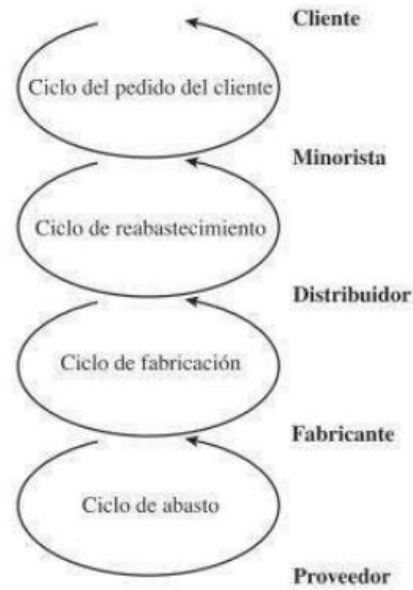 Cliente
Ciclo del pedido del cliente
Minorista
Ciclo de reabastecimiento
Distribuidor
Ciclo de fabricación
Fabricante
Ciclo de abasto
Proveedor